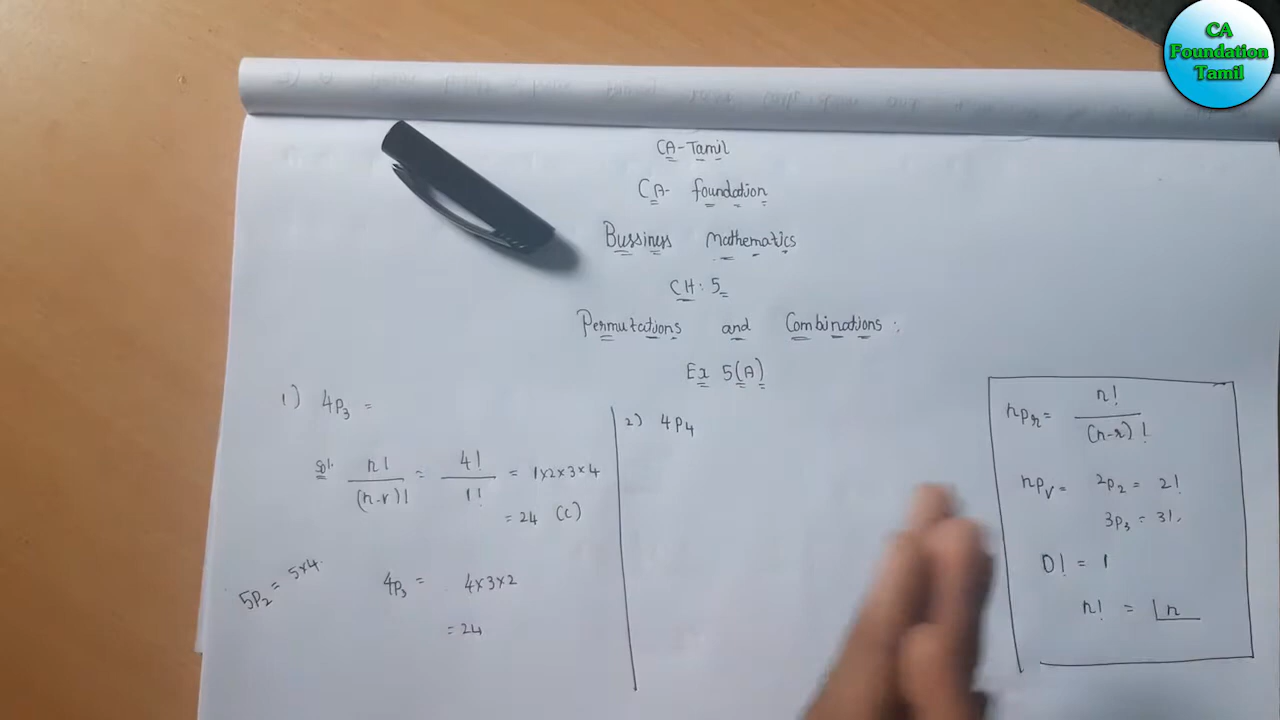 CA
Foundation
Tamil
CA-Tamil
CA- foundation
Bussiness Mathematics
CH: 5
Permutations and Combinations :
Ex 5(A)
1) 4P3 =
Sol. n!/(n-r)! = 4!/1! = 1x2x3x4
= 24 (C)
5P2 = 5x4
4P3 = 4x3x2
= 24
2) 4P4
nPr = n!/(n-r)!
nPr = 2P2 = 2!
3P3 = 3!.
0! = 1
n! = |n